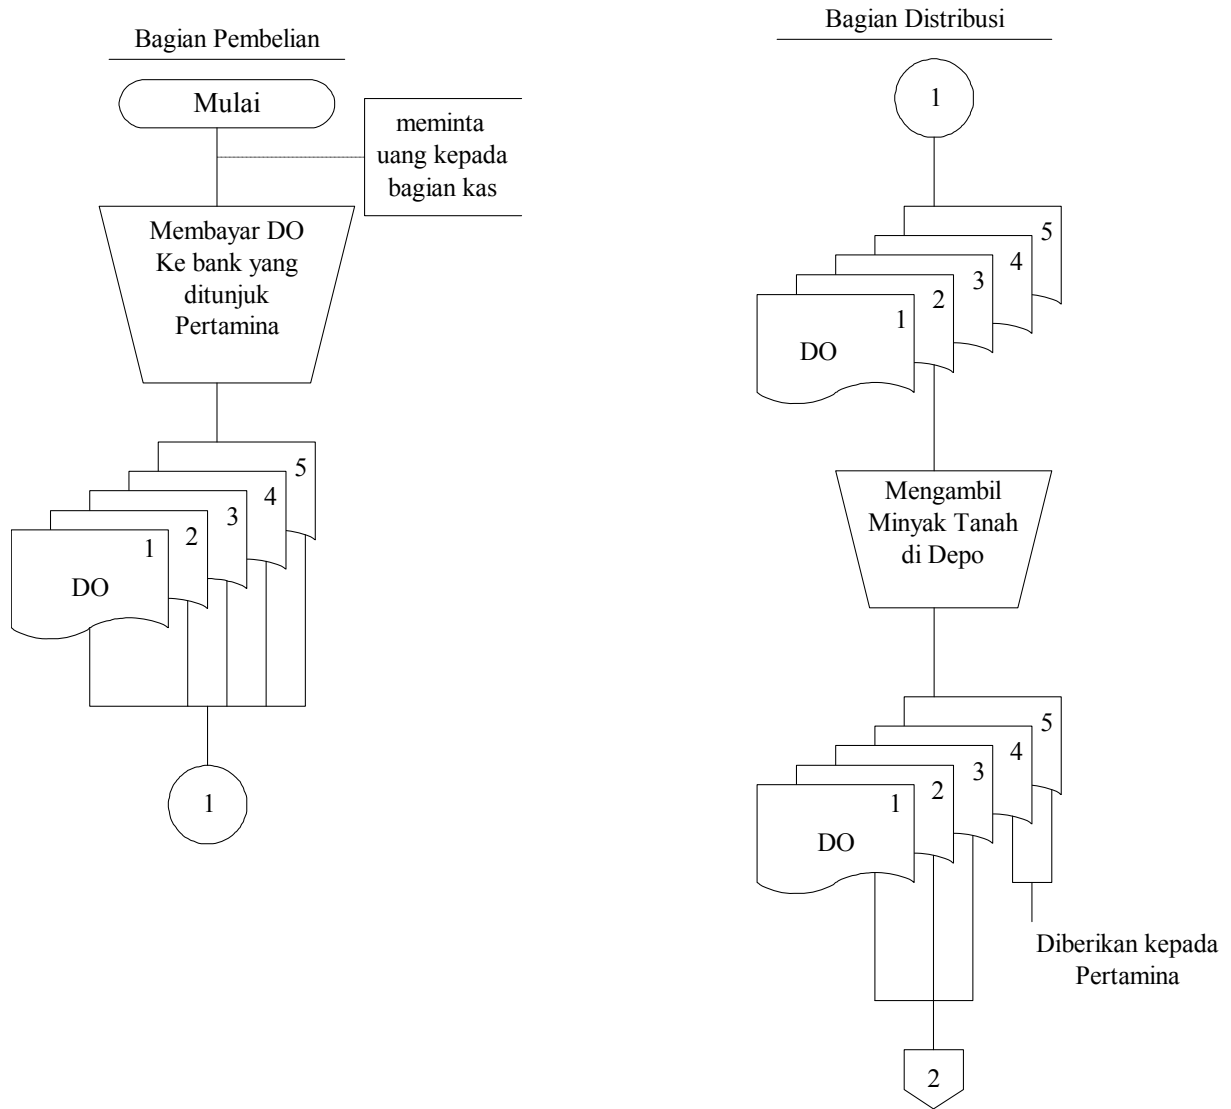 Bagian Pembelian
Mulai
meminta
uang kepada
bagian kas
Membayar DO
Ke bank yang
ditunjuk
Pertamina
5
4
3
2
1
DO
1
Bagian Distribusi
1
5
4
3
2
1
DO
Mengambil
Minyak Tanah
di Depo
5
4
3
2
1
DO
Diberikan kepada
Pertamina
2